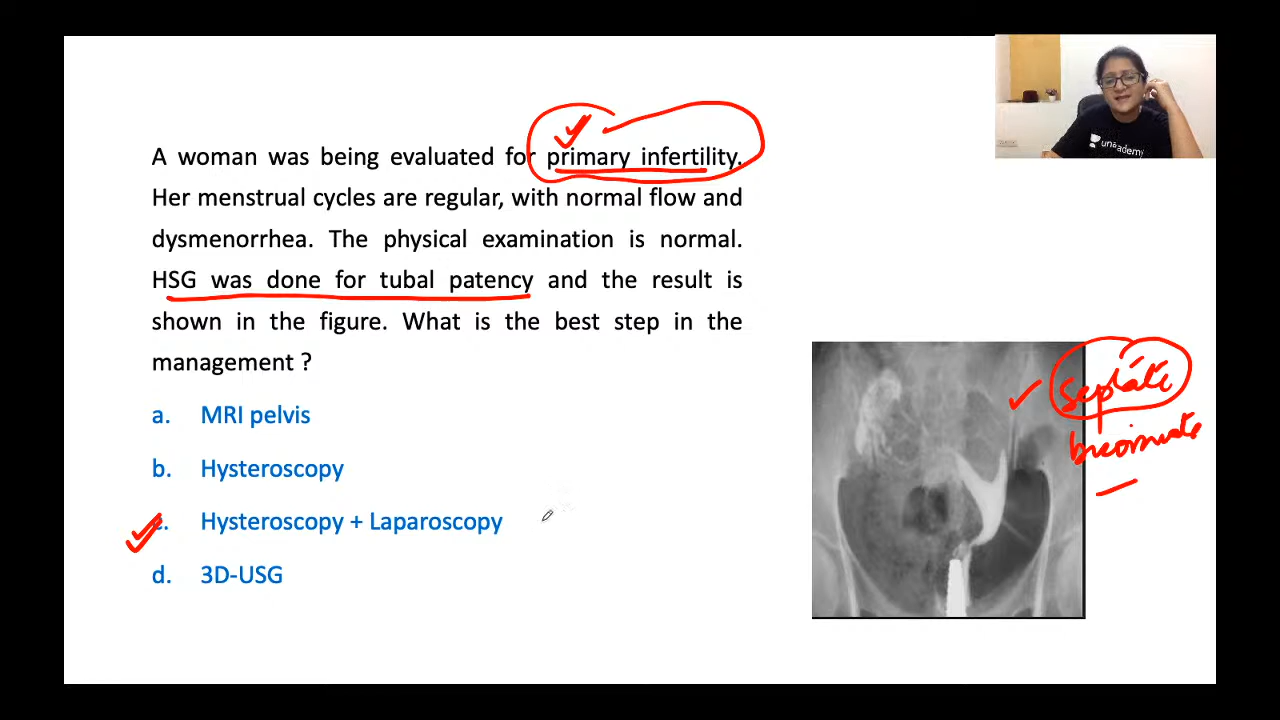 A woman was being evaluated for primary infertility.
Her menstrual cycles are regular, with normal flow and
dysmenorrhea. The physical examination is normal.
HSG was done for tubal patency and the result is
shown in the figure. What is the best step in the
management ?
a. MRI pelvis
b. Hysteroscopy
c. Hysteroscopy + Laparoscopy
d. 3D-USG
Septate
bicornuate
unacademy